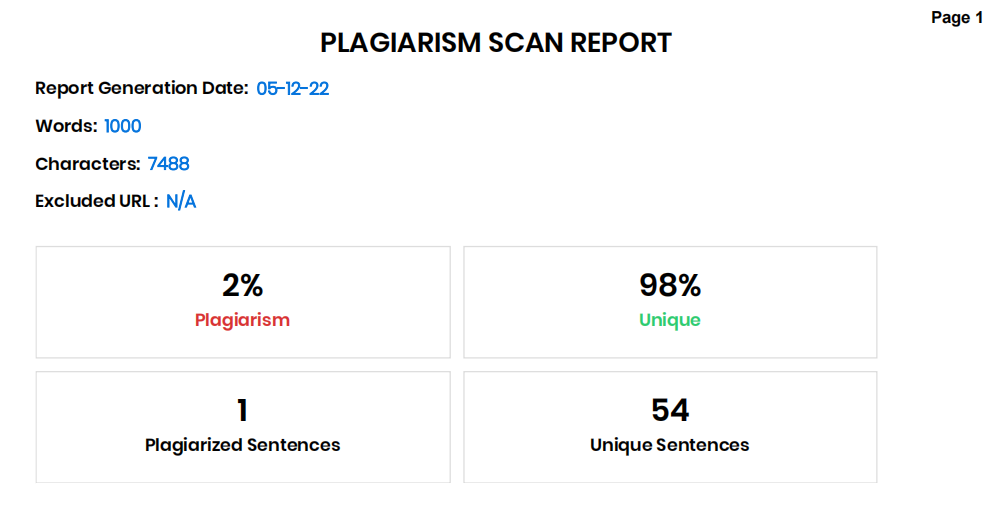 Page 1
PLAGIARISM SCAN REPORT
Report Generation Date: 05-12-22
Words: 1000
Characters: 7488
Excluded URL : N/A
2%
Plagiarism
98%
Unique
1
Plagiarized Sentences
54
Unique Sentences